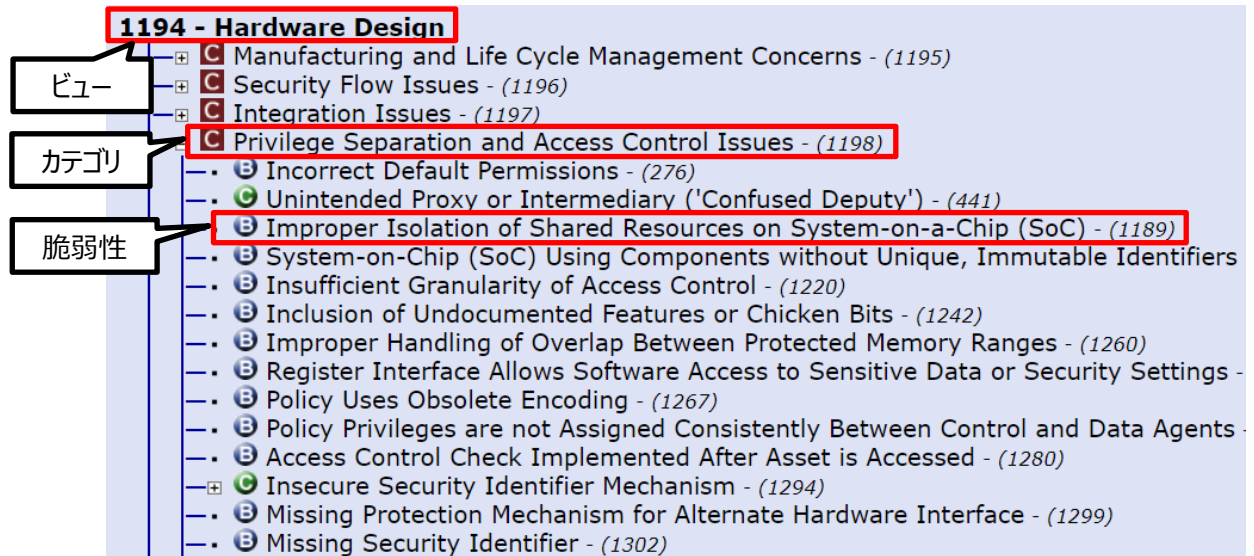 1194 - Hardware Design
C Manufacturing and Life Cycle Management Concerns - (1195)
ビュー
C Security Flow Issues - (1196)
C Integration Issues - (1197)
カテゴリ
C Privilege Separation and Access Control Issues - (1198)
B Incorrect Default Permissions - (276)
C Unintended Proxy or Intermediary ('Confused Deputy') - (441)
脆弱性
B Improper Isolation of Shared Resources on System-on-a-Chip (SoC) - (1189)
B System-on-Chip (SoC) Using Components without Unique, Immutable Identifiers
B Insufficient Granularity of Access Control - (1220)
B Inclusion of Undocumented Features or Chicken Bits - (1242)
B Improper Handling of Overlap Between Protected Memory Ranges - (1260)
B Register Interface Allows Software Access to Sensitive Data or Security Settings -
B Policy Uses Obsolete Encoding - (1267)
B Policy Privileges are not Assigned Consistently Between Control and Data Agents -
B Access Control Check Implemented After Asset is Accessed - (1280)
C Insecure Security Identifier Mechanism - (1294)
B Missing Protection Mechanism for Alternate Hardware Interface - (1299)
B Missing Security Identifier - (1302)